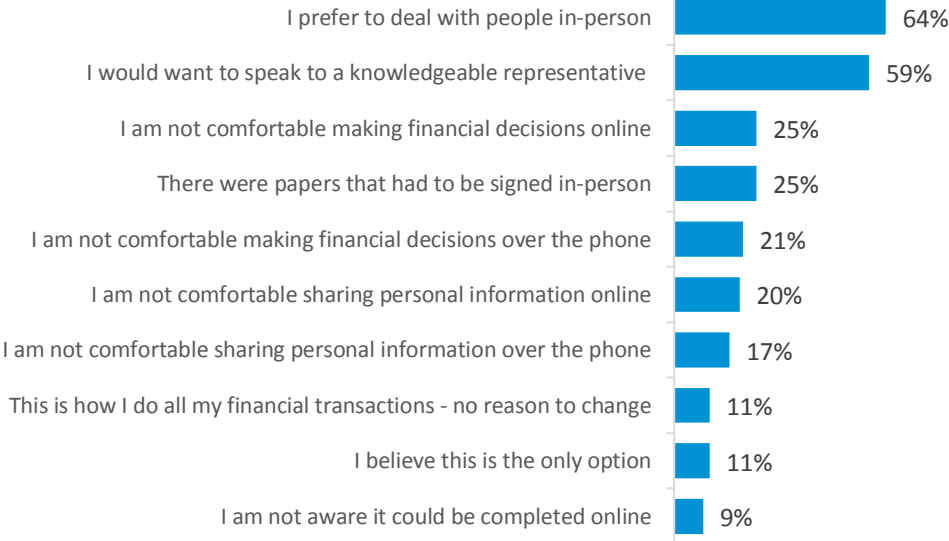 I prefer to deal with people in-person 64%
I would want to speak to a knowledgeable representative 59%
I am not comfortable making financial decisions online 25%
There were papers that had to be signed in-person 25%
I am not comfortable making financial decisions over the phone 21%
I am not comfortable sharing personal information online 20%
I am not comfortable sharing personal information over the phone 17%
This is how I do all my financial transactions - no reason to change 11%
I believe this is the only option 11%
I am not aware it could be completed online 9%